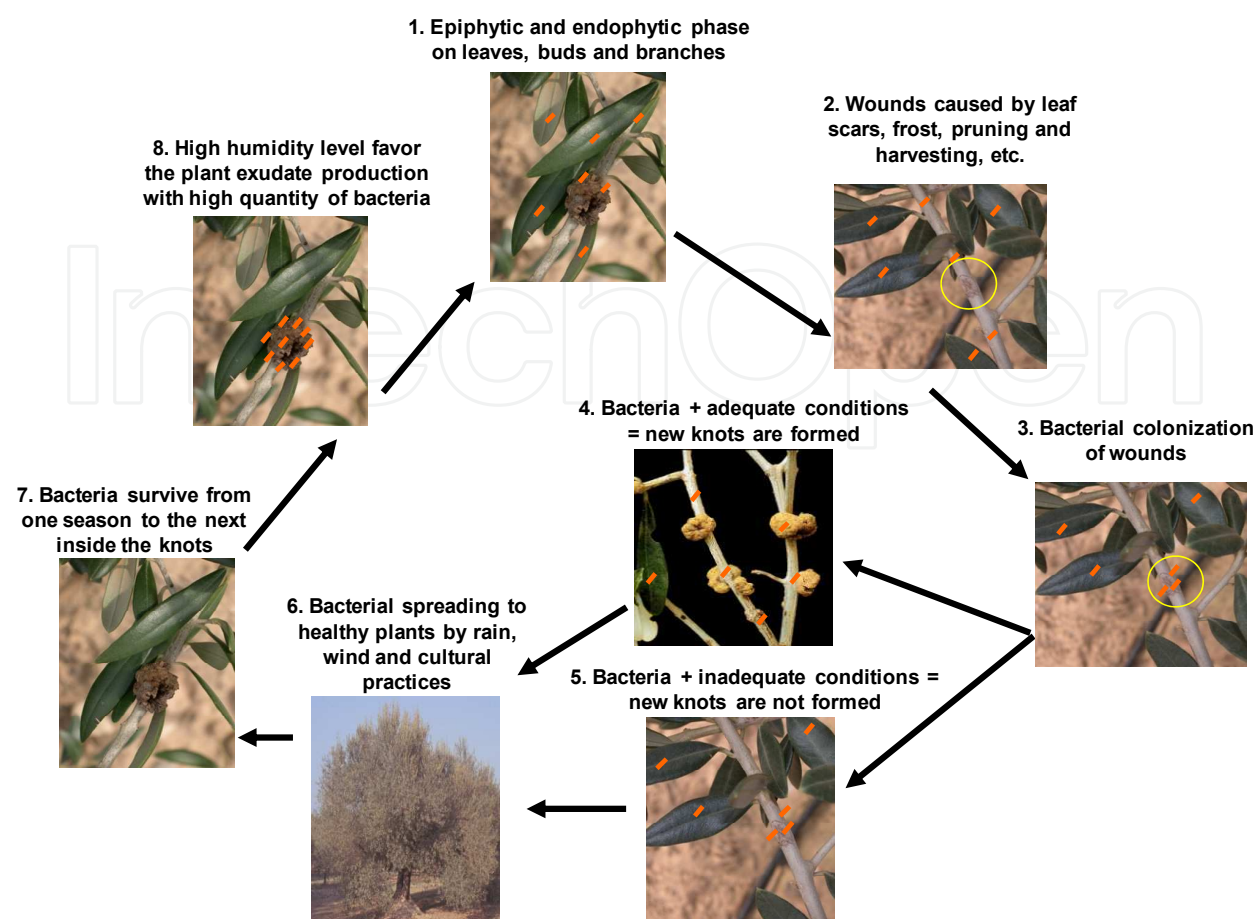 1. Epiphytic and endophytic phase
on leaves, buds and branches
2. Wounds caused by leaf
scars, frost, pruning and
harvesting, etc.
8. High humidity level favor
the plant exudate production
with high quantity of bacteria
IntechOpen
4. Bacteria + adequate conditions
= new knots are formed
3. Bacterial colonization
of wounds
7. Bacteria survive from
one season to the next
inside the knots
6. Bacterial spreading to
healthy plants by rain,
wind and cultural
practices
5. Bacteria + inadequate conditions =
new knots are not formed